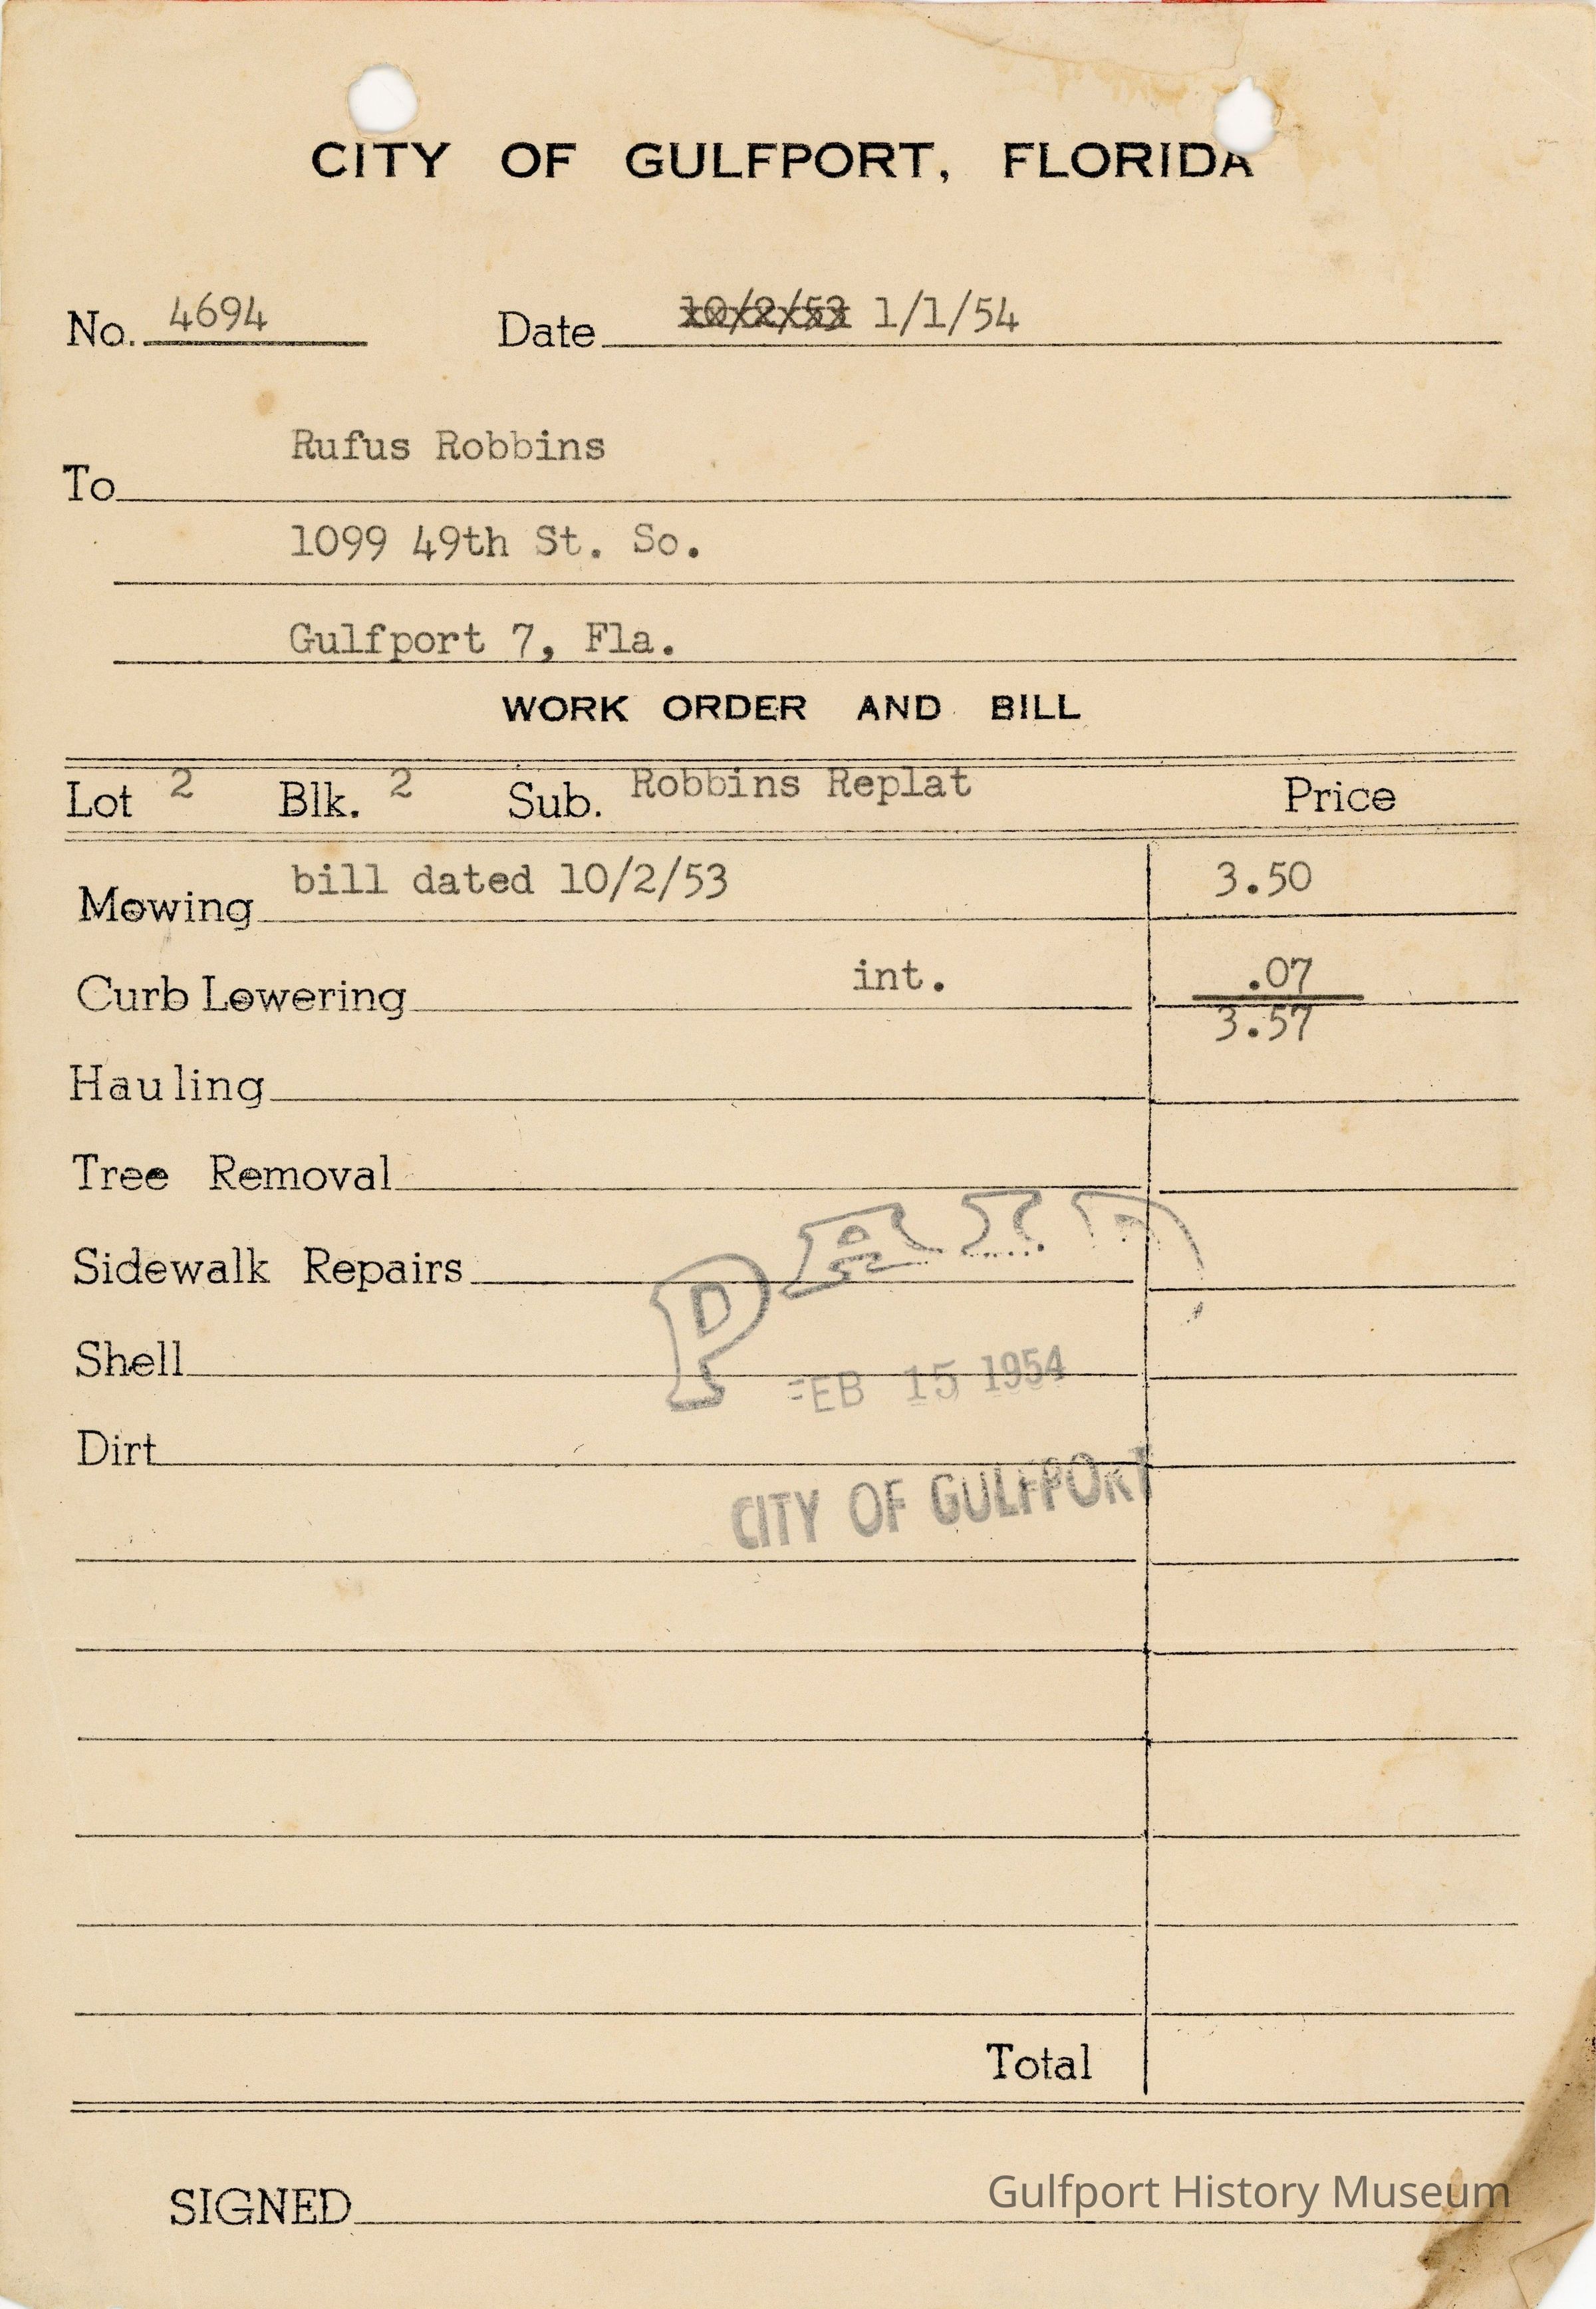 CITY OF GULFPORT, FLORIDA
No. 4694 Date 10/2/53 1/1/54
Rufus Robbins
To
1099 49th St. So.
Gulfport 7, Fla.
WORK ORDER AND BILL
Lot 2 Blk. 2 Sub. Robbins Replat Price
Mowing bill dated 10/2/53 3.50
Curb Lowering int. .07
3.57
Hauling
Tree Removal
Sidewalk Repairs
PAID
Shell
FEB 15 1954
Dirt
CITY OF GULFPORT
Total
SIGNED
Gulfport History Museum